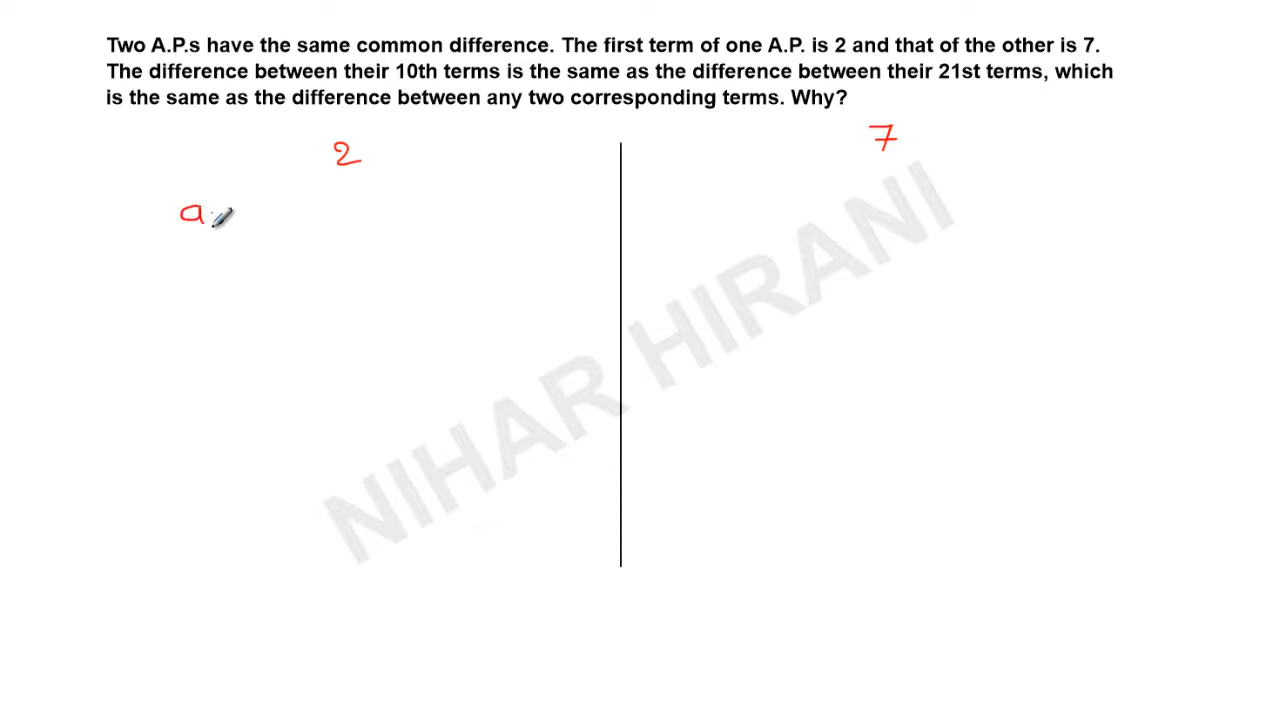 Two A.P.s have the same common difference. The first term of one A.P. is 2 and that of the other is 7.
The difference between their 10th terms is the same as the difference between their 21st terms, which
is the same as the difference between any two corresponding terms. Why?
2
7
a
NIHAR HIRANI